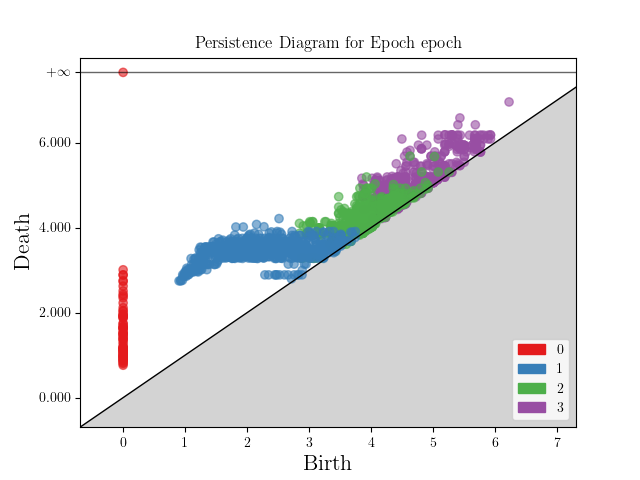 Persistence Diagram for Epoch epoch
+∞
6.000
4.000
2.000
0.000
Death
0 1 2 3 4 5 6 7
Birth
0
1
2
3